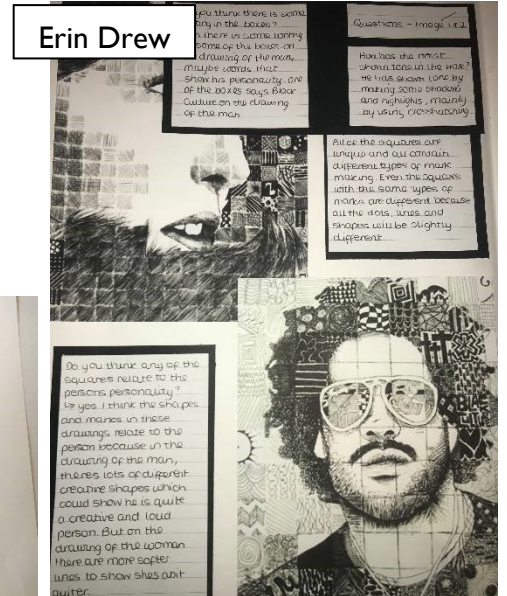 Erin Drew
you think there is some
ing in the boxes?
there is some writing
some of the boxes on
drawing of the man,
maybe words that
show his personality. one
of the boxes says Black
Culture on the drawing
of the man.
Questions - Image 1 & 2
How has the artist
shown tone in the work?
He has shown tone by
making some shadows
and highlights, mainly
by using crosshatching
All of the squares are
unique and all contain
different types of mark
making. Even the squares
with the same types of
marks are different because
all the dots, lines and
shapes will be slightly
different.
Do you think any of the
squares relate to the
persons personality?
yes I think the shapes
and marks in these
drawings relate to the
person because in the
drawing of the man,
theres lots of different
creative shapes which
could show he is quite
a creative and loud
person. But on the
drawing of the woman
there are more softer
lines to show shes a bit
quiter.